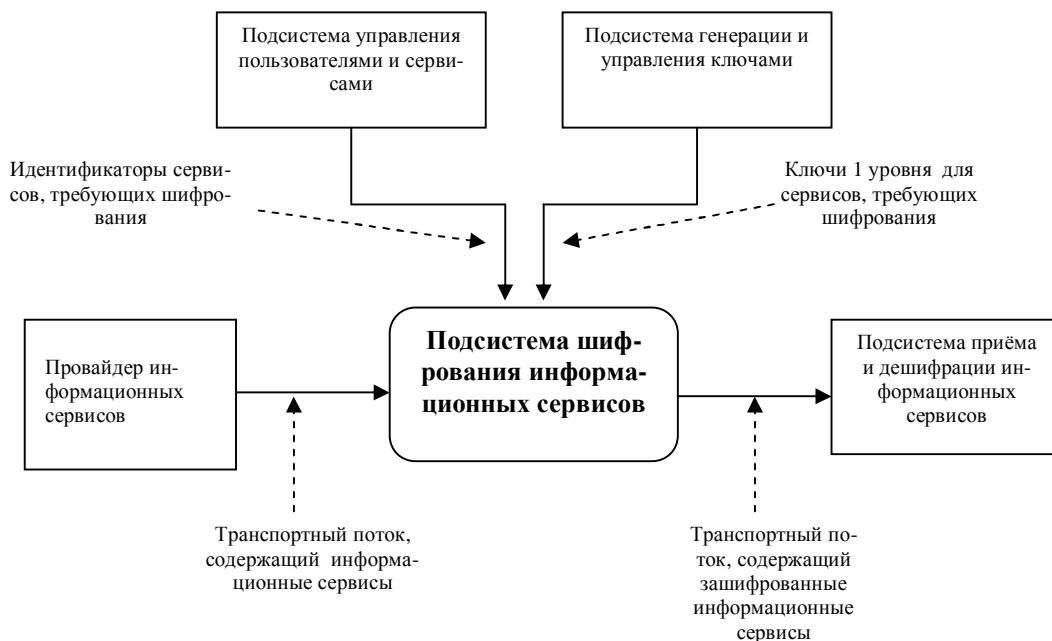 Подсистема управления
пользователями и серви-
сами
Подсистема генерации и
управления ключами
Идентификаторы серви-
сов, требующих шифро-
вания
Ключи 1 уровня для
сервисов, требующих
шифрования
Провайдер ин-
формационных
сервисов
Подсистема шиф-
рования информа-
ционных сервисов
Подсистема приёма
и дешифрации ин-
формационных
сервисов
Транспортный поток,
содержащий информа-
ционные сервисы
Транспортный по-
ток, содержащий
зашифрованные
информационные
сервисы